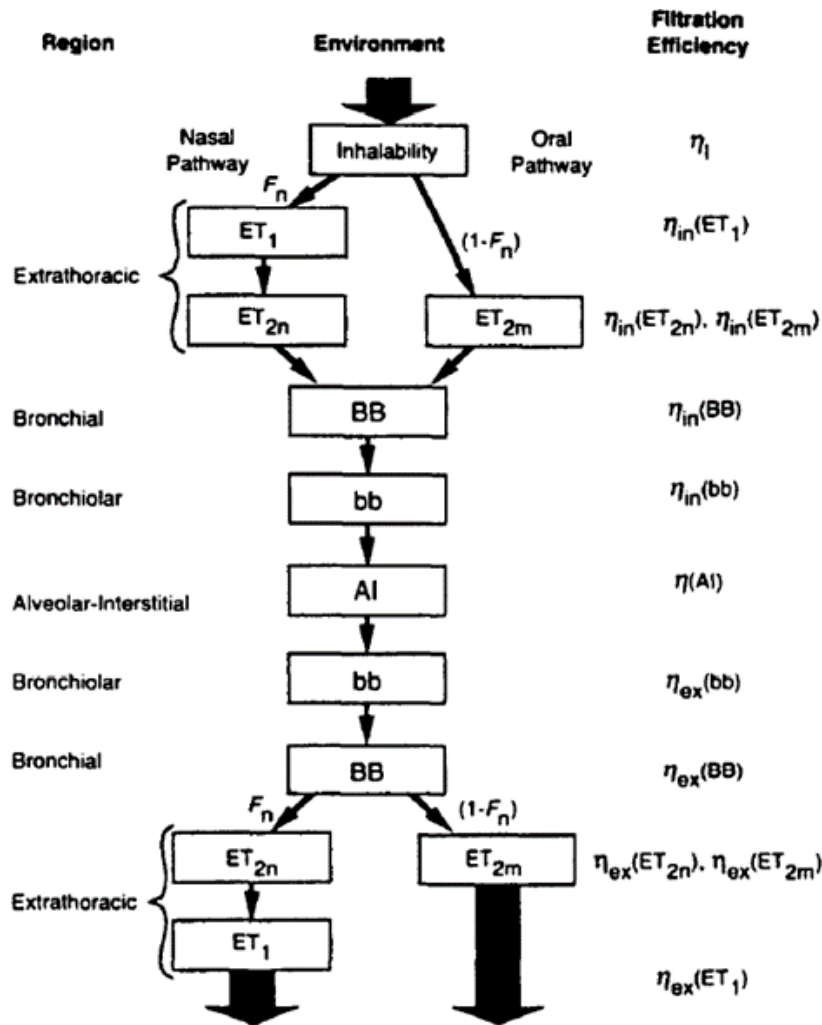 Region Environment Filtration Efficiency
Nasal Pathway Inhalability Oral Pathway η_I
F_n
ET_1 (1-F_n) η_in(ET_1)
Extrathoracic
ET_2n ET_2m η_in(ET_2n), η_in(ET_2m)
Bronchial BB η_in(BB)
Bronchiolar bb η_in(bb)
Alveolar-Interstitial AI η(AI)
Bronchiolar bb η_ex(bb)
Bronchial BB η_ex(BB)
F_n (1-F_n)
ET_2n ET_2m η_ex(ET_2n), η_ex(ET_2m)
Extrathoracic
ET_1 η_ex(ET_1)